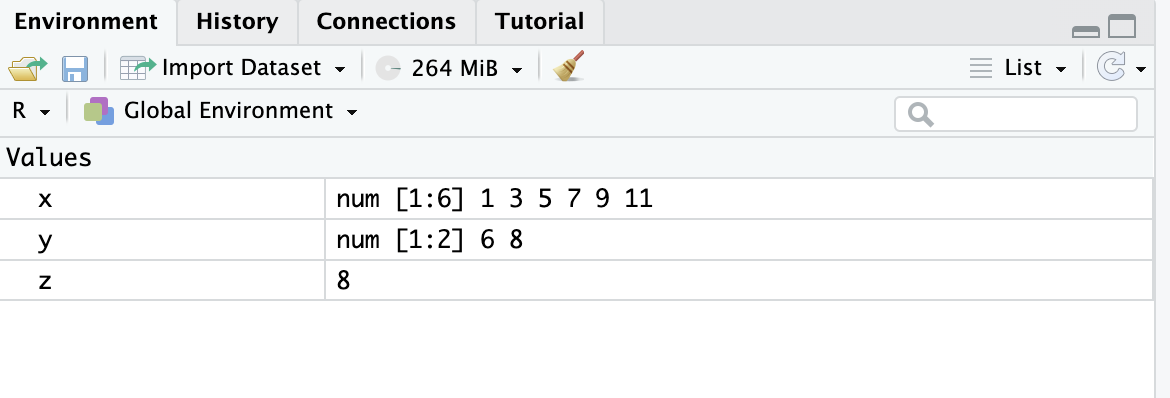 Environment History Connections Tutorial
Import Dataset 264 MiB List
R Global Environment
Values
x num [1:6] 1 3 5 7 9 11
y num [1:2] 6 8
z 8